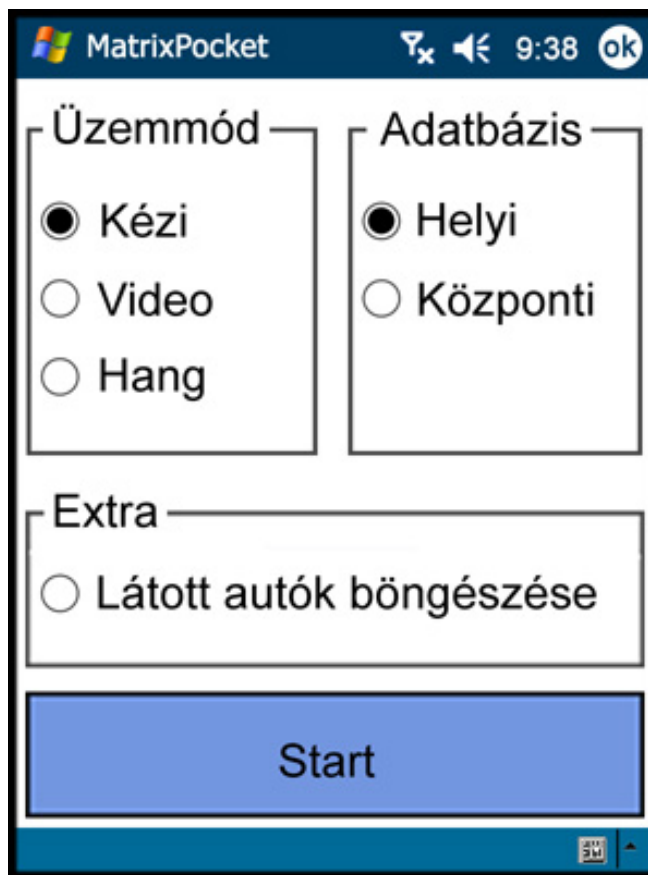 MatrixPocket 9:38 ok
Üzemmód
Kézi
Video
Hang
Adatbázis
Helyi
Központi
Extra
Látott autók böngészése
Start